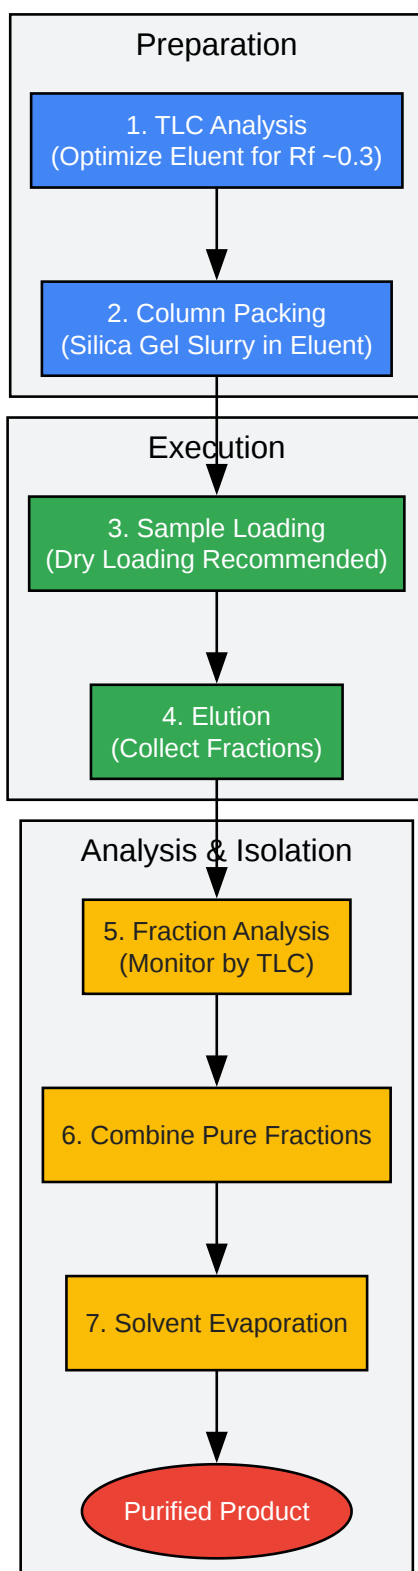 Preparation
1. TLC Analysis
(Optimize Eluent for Rf ~0.3)
2. Column Packing
(Silica Gel Slurry in Eluent)
Execution
3. Sample Loading
(Dry Loading Recommended)
4. Elution
(Collect Fractions)
Analysis & Isolation
5. Fraction Analysis
(Monitor by TLC)
6. Combine Pure Fractions
7. Solvent Evaporation
Purified Product